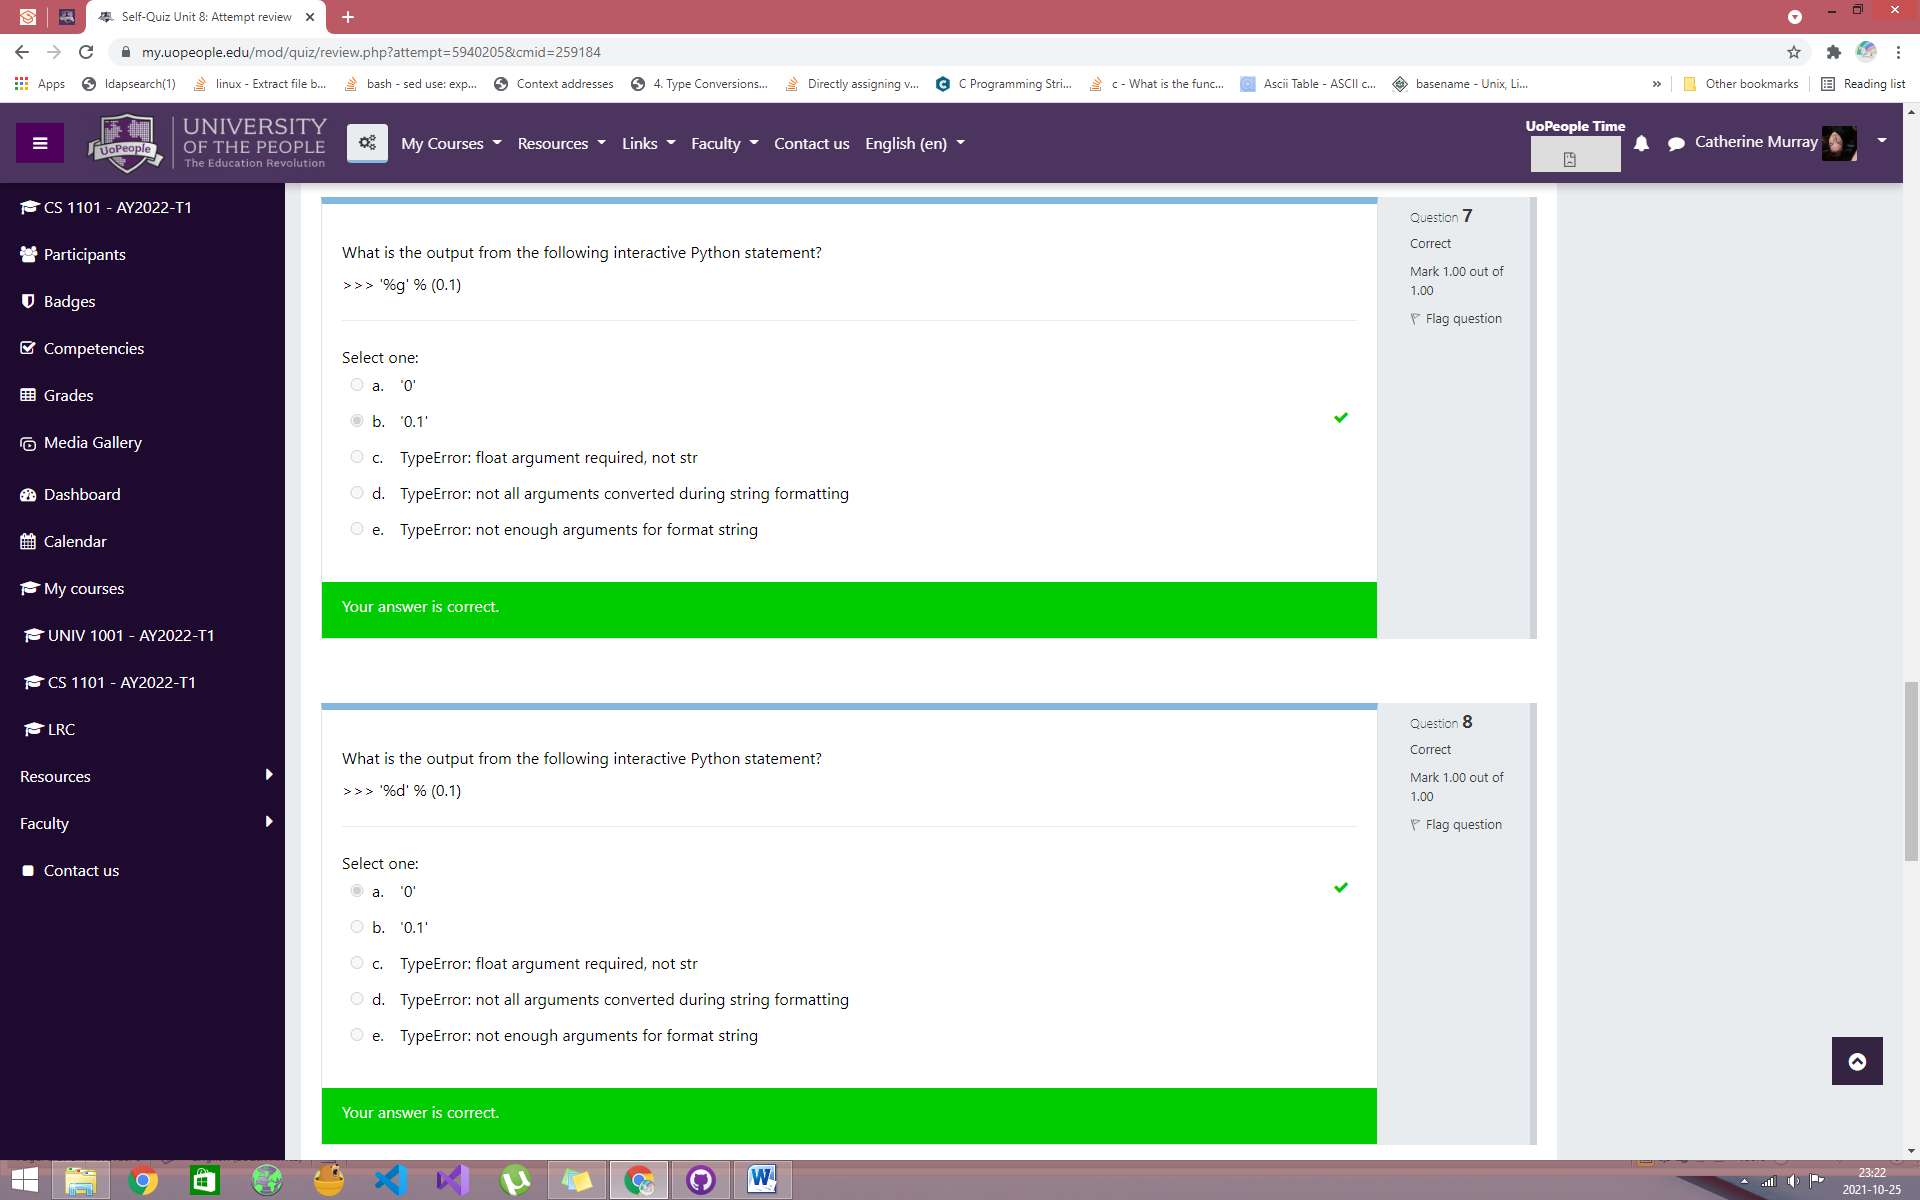 Self-Quiz Unit 8: Attempt review
my.uopeople.edu/mod/quiz/review.php?attempt=5940205&cmid=259184
Apps
ldapsearch(1)
linux - Extract file b...
bash - sed use: exp...
Context addresses
4. Type Conversions...
Directly assigning v...
C Programming Stri...
c - What is the func...
Ascii Table - ASCII c...
basename - Unix, Li...
»
Other bookmarks
Reading list
UoPeople
UNIVERSITY
OF THE PEOPLE
The Education Revolution
My Courses
Resources
Links
Faculty
Contact us
English (en)
UoPeople Time
Catherine Murray
CS 1101 - AY2022-T1
Participants
Badges
Competencies
Grades
Media Gallery
Dashboard
Calendar
My courses
UNIV 1001 - AY2022-T1
CS 1101 - AY2022-T1
LRC
Resources
Faculty
Contact us
What is the output from the following interactive Python statement?
>>> '%g' % (0.1)
Select one:
a. '0'
b. '0.1'
c. TypeError: float argument required, not str
d. TypeError: not all arguments converted during string formatting
e. TypeError: not enough arguments for format string
Your answer is correct.
Question 7
Correct
Mark 1.00 out of
1.00
Flag question
What is the output from the following interactive Python statement?
>>> '%d' % (0.1)
Select one:
a. '0'
b. '0.1'
c. TypeError: float argument required, not str
d. TypeError: not all arguments converted during string formatting
e. TypeError: not enough arguments for format string
Your answer is correct.
Question 8
Correct
Mark 1.00 out of
1.00
Flag question
23:22
2021-10-25